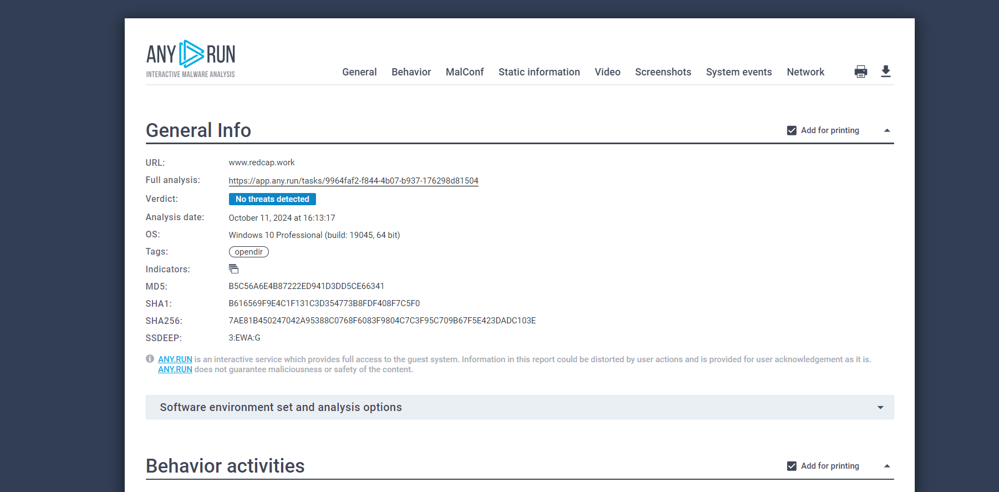 ANY RUN
INTERACTIVE MALWARE ANALYSIS
General Behavior MalConf Static information Video Screenshots System events Network
General Info
Add for printing
URL: www.redcap.work
Full analysis: https://app.any.run/tasks/9964faf2-f844-4b07-b937-176298d81504
Verdict: No threats detected
Analysis date: October 11, 2024 at 16:13:17
OS: Windows 10 Professional (build: 19045, 64 bit)
Tags: opendir
Indicators:
MD5: B5C56A6E4B87222ED941D3DD5CE66341
SHA1: B616569F9E4C1F131C3D354773B8FDF408F7C5F0
SHA256: 7AE81B450247042A95388C0768F6083F9804C7C3F95C709B67F5E423DADC103E
SSDEEP: 3:EWA:G
ANY.RUN is an interactive service which provides full access to the guest system. Information in this report could be distorted by user actions and is provided for user acknowledgement as it is.
ANY.RUN does not guarantee maliciousness or safety of the content.
Software environment set and analysis options
Behavior activities
Add for printing